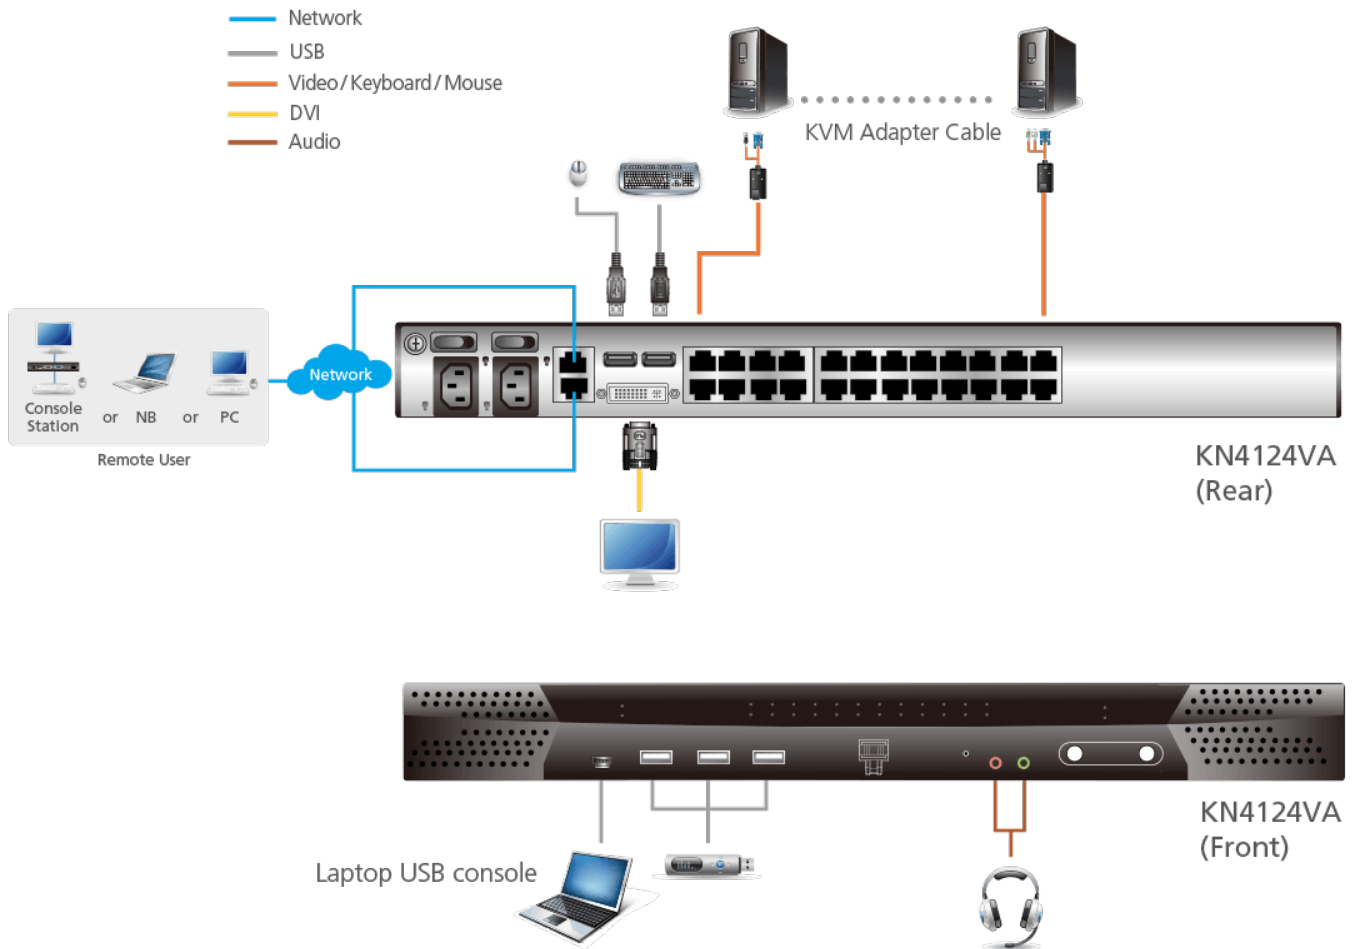 Network
USB
Video/Keyboard/Mouse
DVI
Audio
KVM Adapter Cable
Network
Console
Station
or
NB
or
PC
Remote User
KN4124VA
(Rear)
KN4124VA
(Front)
Laptop USB console